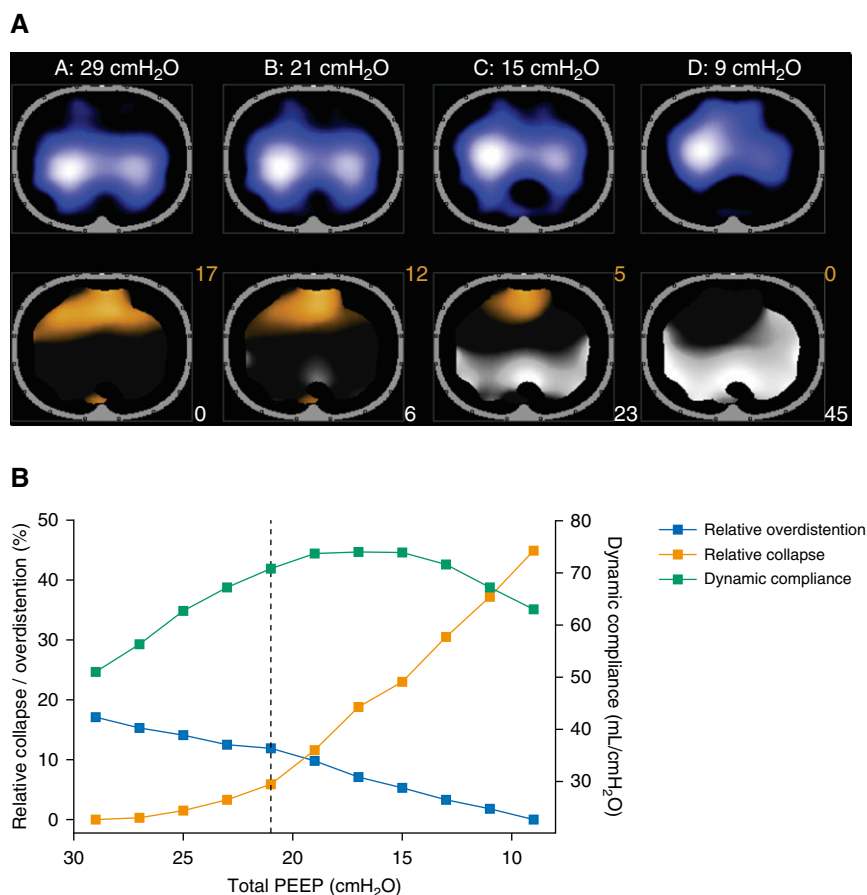 A
A: 29 cmH₂O B: 21 cmH₂O C: 15 cmH₂O D: 9 cmH₂O
17 12 5 0
0 6 23 45
B
50 80
40 70
30 60
20 50
10 40
0 30
Relative collapse / overdistention (%)
Dynamic compliance (mL/cmH₂O)
30 25 20 15 10
Total PEEP (cmH₂O)
Relative overdistention
Relative collapse
Dynamic compliance